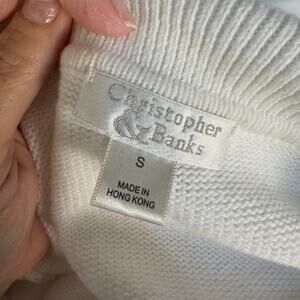 Christopher
& Banks
S
MADE IN
HONG KONG